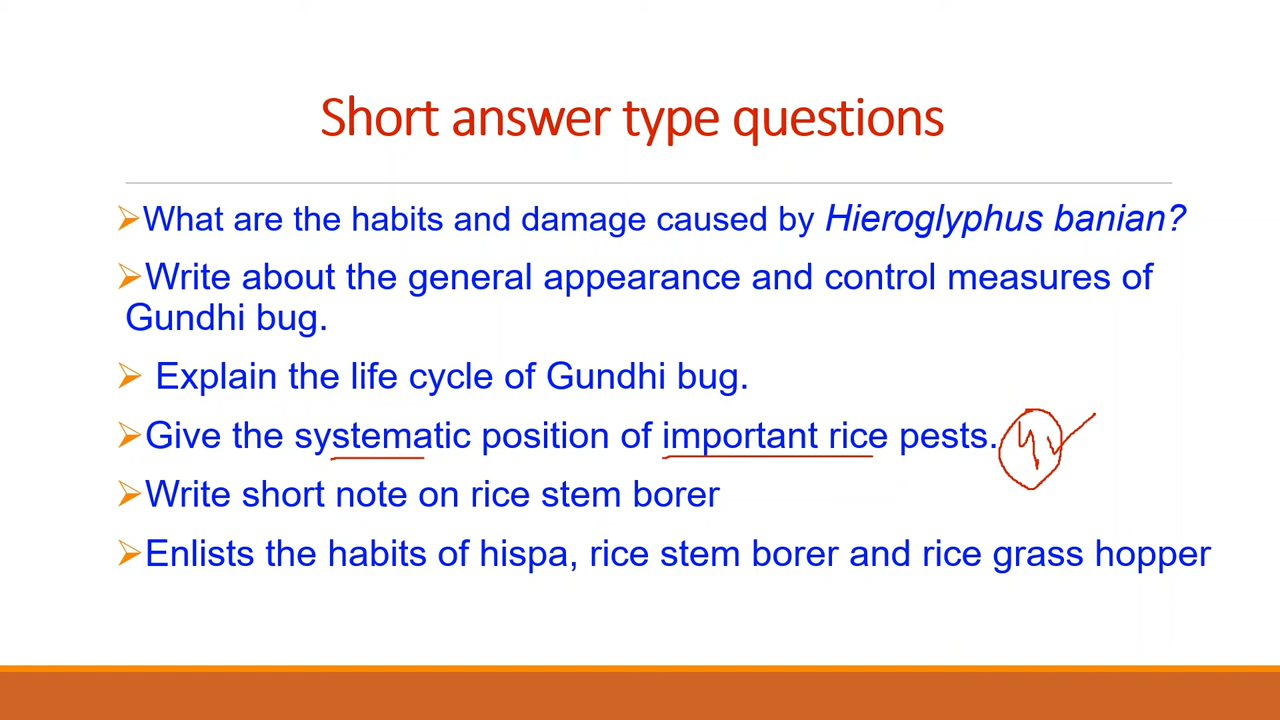 Short answer type questions
➢What are the habits and damage caused by Hieroglyphus banian?
➢Write about the general appearance and control measures of
Gundhi bug.
➢ Explain the life cycle of Gundhi bug.
➢Give the systematic position of important rice pests.
➢Write short note on rice stem borer
➢Enlists the habits of hispa, rice stem borer and rice grass hopper